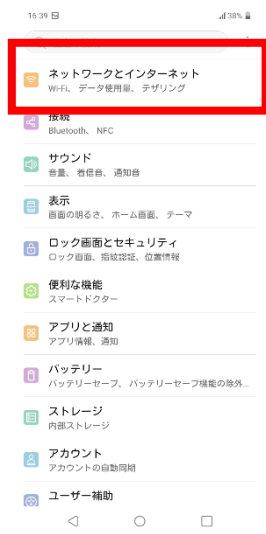 16:39
38%
ネットワークとインターネット
Wi-Fi、 データ使用量、 テザリング
接続
Bluetooth、 NFC
サウンド
音量、 着信音、 通知音
表示
画面の明るさ、 ホーム画面、 テーマ
ロック画面とセキュリティ
ロック画面、指紋認証、位置情報
便利な機能
スマートドクター
アプリと通知
アプリ情報、通知
バッテリー
バッテリーセーブ、 バッテリーセーブ機能の除外...
ストレージ
内部ストレージ
アカウント
アカウントの自動同期
ユーザー補助